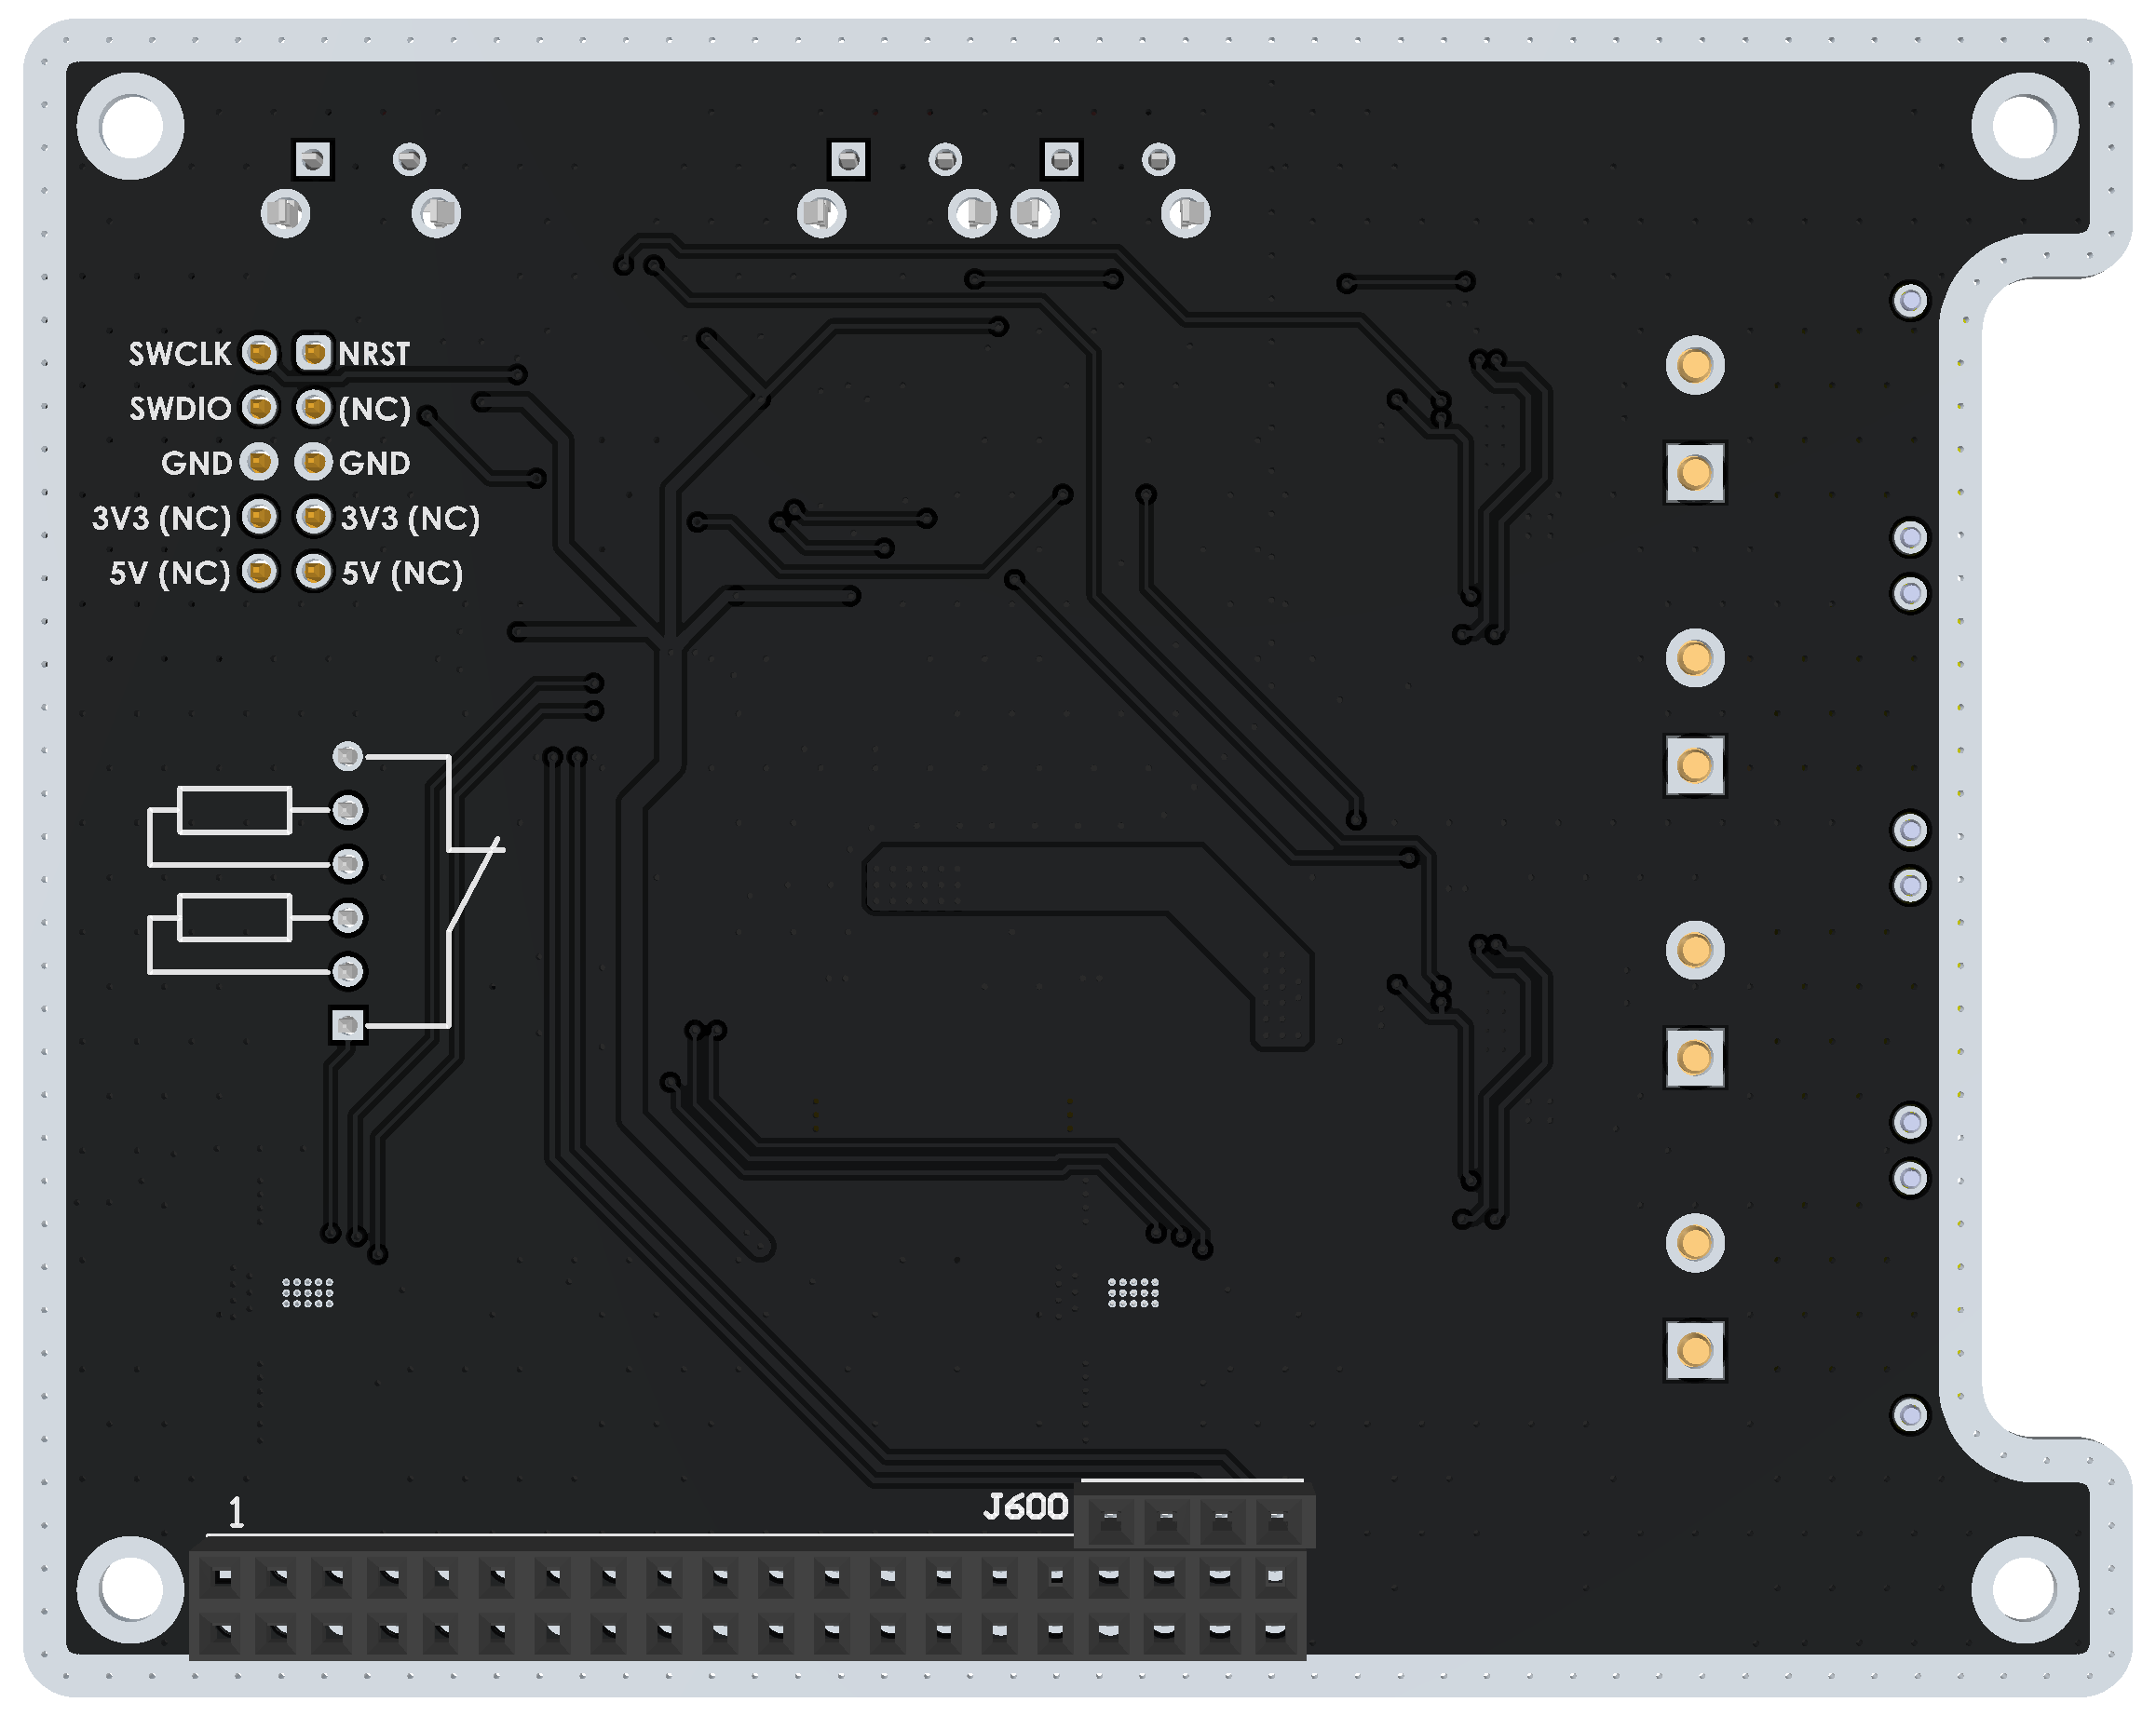 SWCLK NRST
SWDIO (NC)
GND GND
3V3 (NC) 3V3 (NC)
5V (NC) 5V (NC)
1 J600